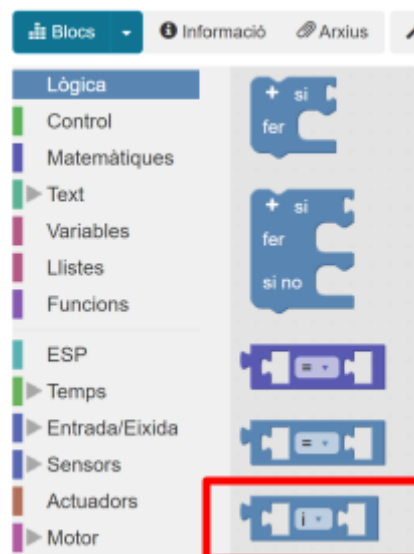 Blocs Informació Arxius
Lògica
Control
Matemàtiques
Text
Variables
Llistes
Funcions
ESP
Temps
Entrada/Eixida
Sensors
Actuadors
Motor
+ si
fer
+ si
fer
si no
=
=
i